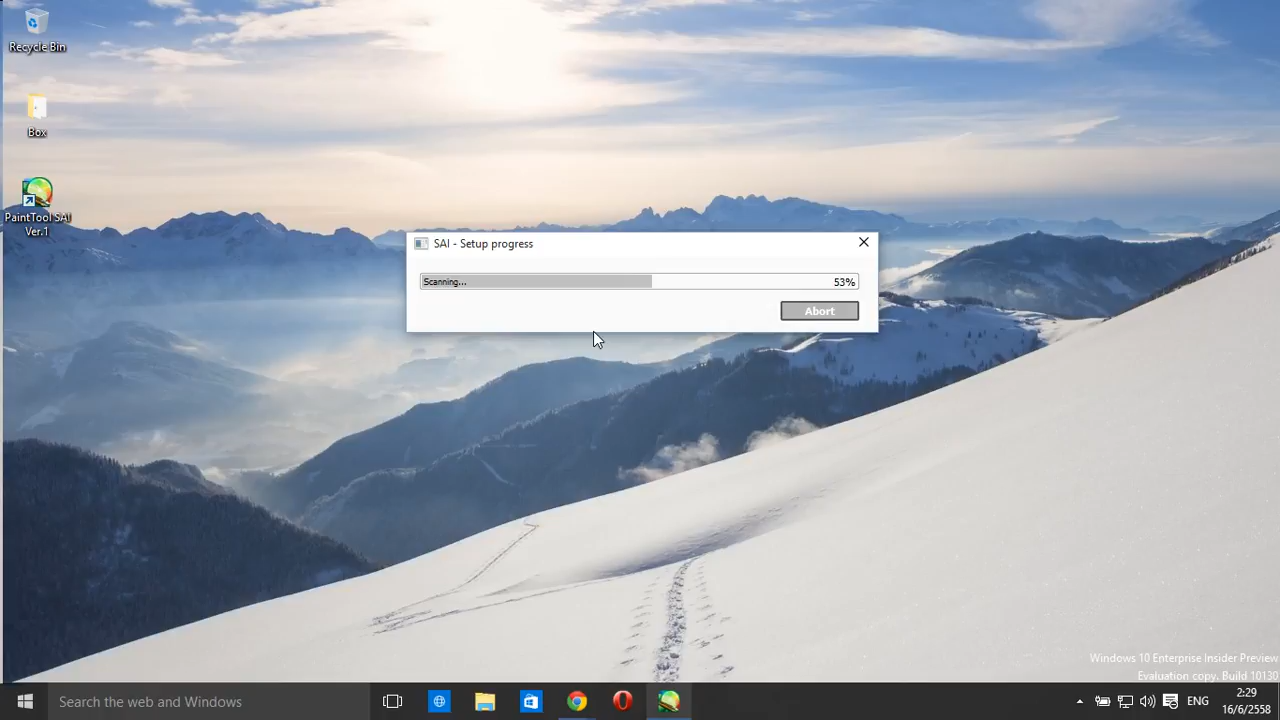 Recycle Bin
Box
PaintTool SAI
Ver.1
SAI - Setup progress
Scanning...
53%
Abort
Windows 10 Enterprise Insider Preview
Evaluation copy. Build 10130
Search the web and Windows
ENG
2:29
16/6/2558